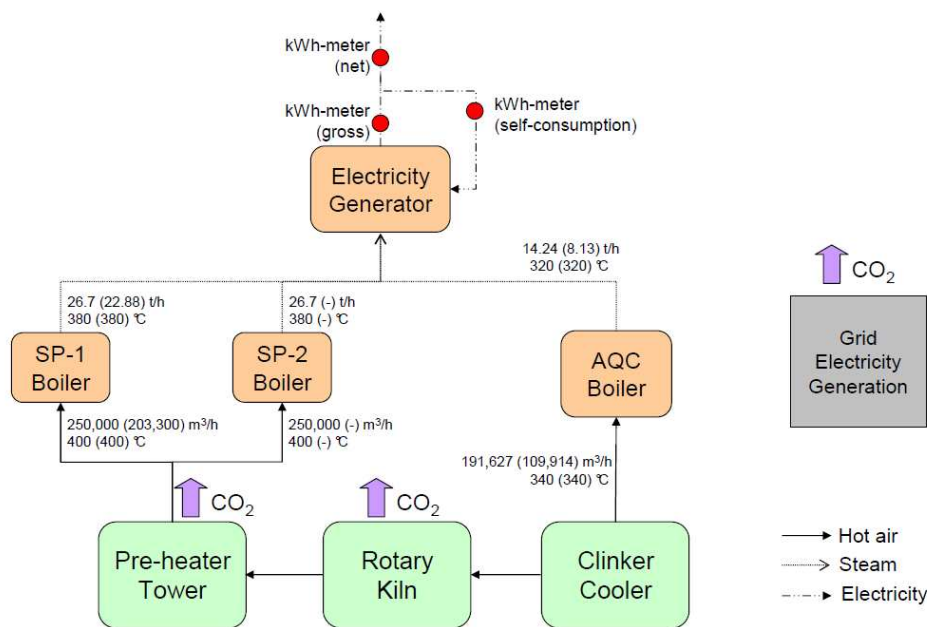 kWh-meter
(net)
kWh-meter
(gross)
kWh-meter
(self-consumption)
Electricity
Generator
14.24 (8.13) t/h
320 (320) ℃
26.7 (22.88) t/h
380 (380) ℃
26.7 (-) t/h
380 (-) ℃
CO₂
SP-1
Boiler
SP-2
Boiler
AQC
Boiler
Grid
Electricity
Generation
250,000 (203,300) m³/h
400 (400) ℃
250,000 (-) m³/h
400 (-) ℃
191,627 (109,914) m³/h
340 (340) ℃
CO₂
CO₂
Pre-heater
Tower
Rotary
Kiln
Clinker
Cooler
Hot air
Steam
Electricity